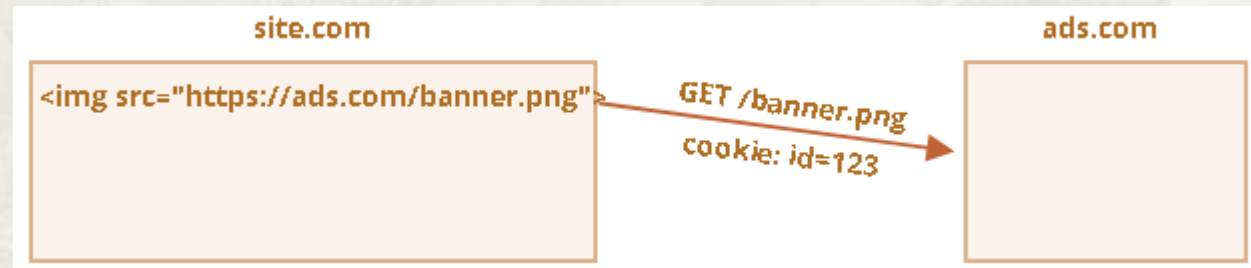 site.com
ads.com
<img src="https://ads.com/banner.png">
GET /banner.png
cookie: id=123